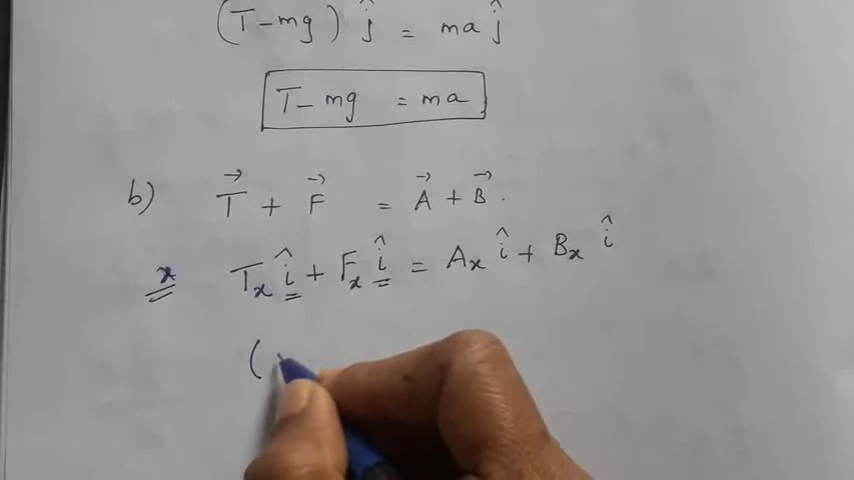 (T - mg) ĵ = ma ĵ
T - mg = ma
b) T⃗ + F⃗ = A⃗ + B⃗.
x Tₓ î + Fₓ î = Aₓ î + Bₓ î
(